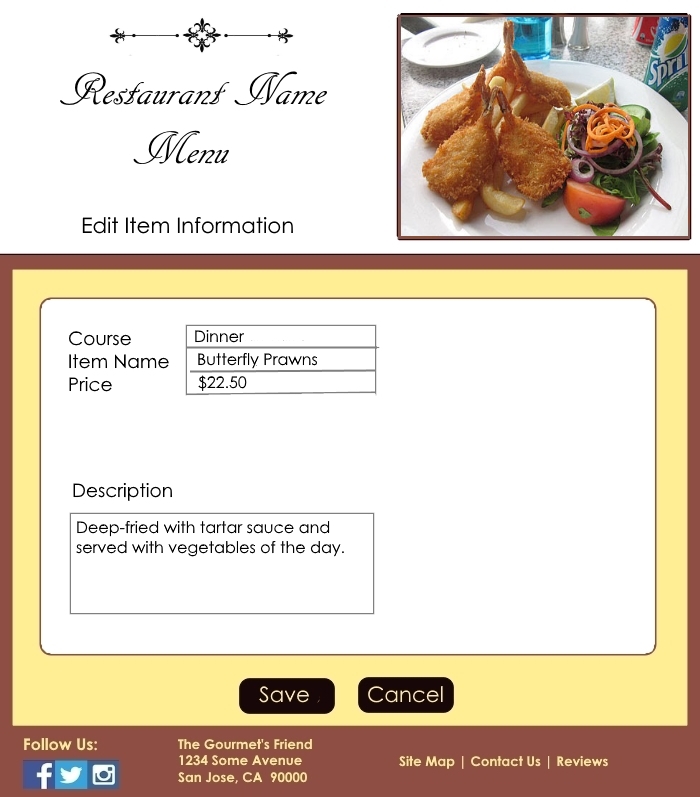 Restaurant Name
Menu
Edit Item Information
Sprite
Course Dinner
Item Name Butterfly Prawns
Price $22.50
Description
Deep-fried with tartar sauce and
served with vegetables of the day.
Save Cancel
Follow Us:
The Gourmet's Friend
1234 Some Avenue
San Jose, CA 90000
Site Map | Contact Us | Reviews